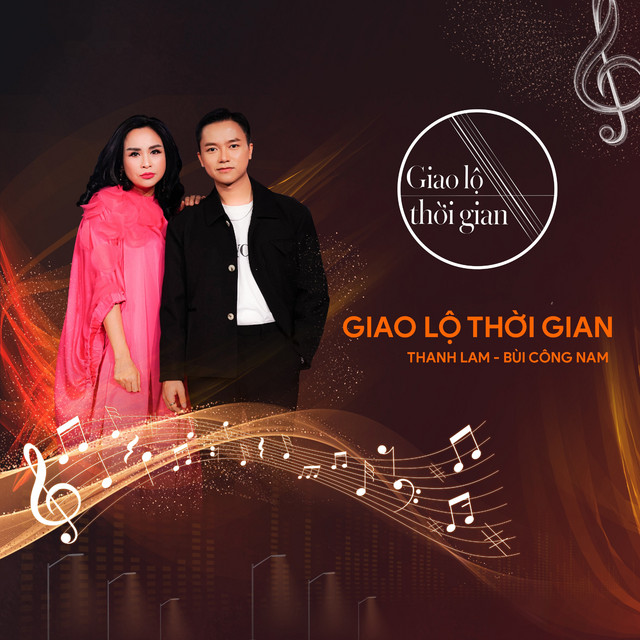 Giao lộ
thời gian
GIAO LỘ THỜI GIAN
THANH LAM - BÙI CÔNG NAM